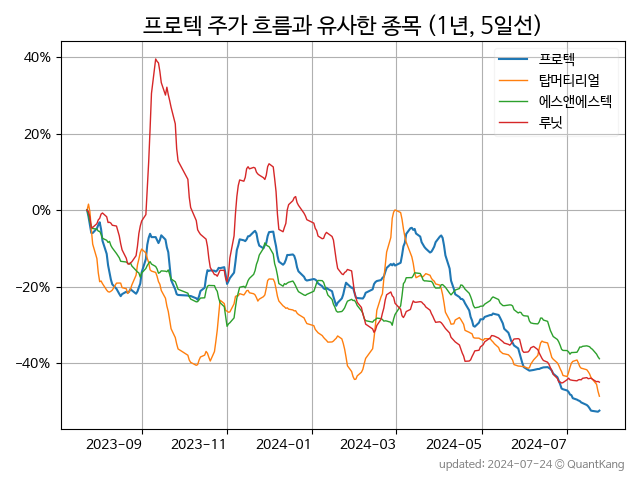 프로텍 주가 흐름과 유사한 종목 (1년, 5일선)
프로텍
탑머티리얼
에스앤에스텍
루닛
40%
20%
0%
−20%
−40%
2023-09 2023-11 2024-01 2024-03 2024-05 2024-07
updated: 2024-07-24 © QuantKang